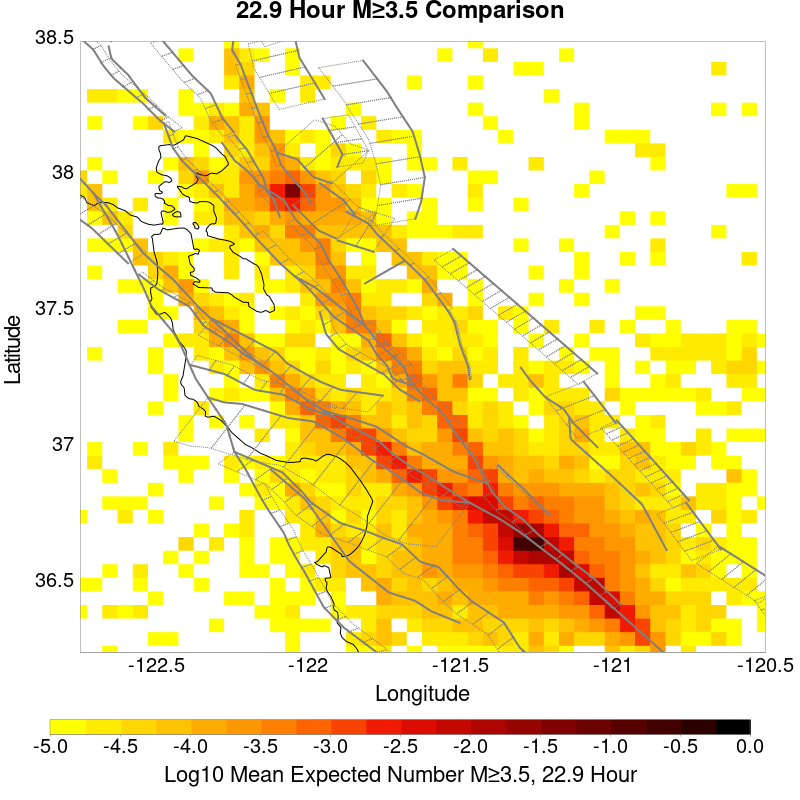 22.9 Hour M≥3.5 Comparison
38.5
38
37.5
37
36.5
Latitude
-122.5 -122 -121.5 -121 -120.5
Longitude
-5.0 -4.5 -4.0 -3.5 -3.0 -2.5 -2.0 -1.5 -1.0 -0.5 0.0
Log10 Mean Expected Number M≥3.5, 22.9 Hour